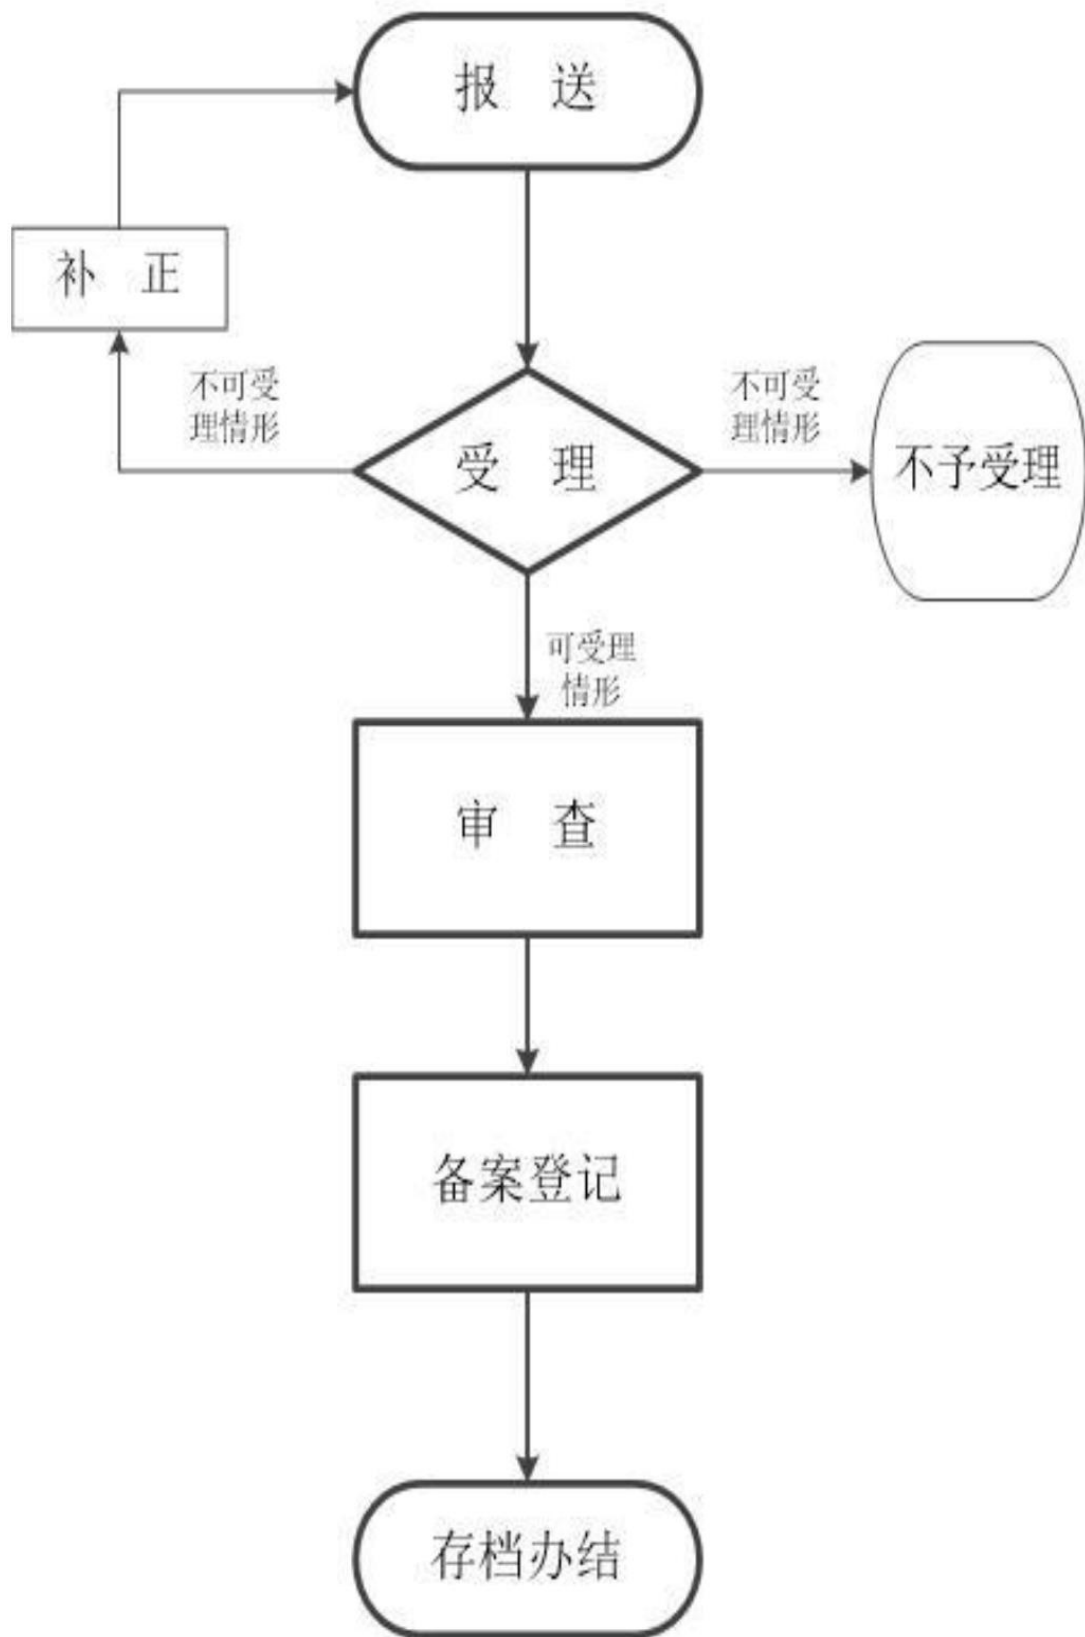 报 送
补 正
不可受
理情形
不可受
理情形
受 理
不予受理
可受理
情形
审 查
备案登记
存档办结